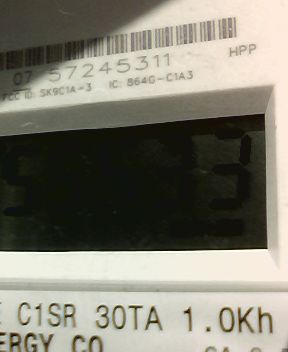 HPP
07 57245311
FCC ID: SK9C1A-3 IC: 864G-C1A3
C1SR 30TA 1.0Kh
ERGY CO